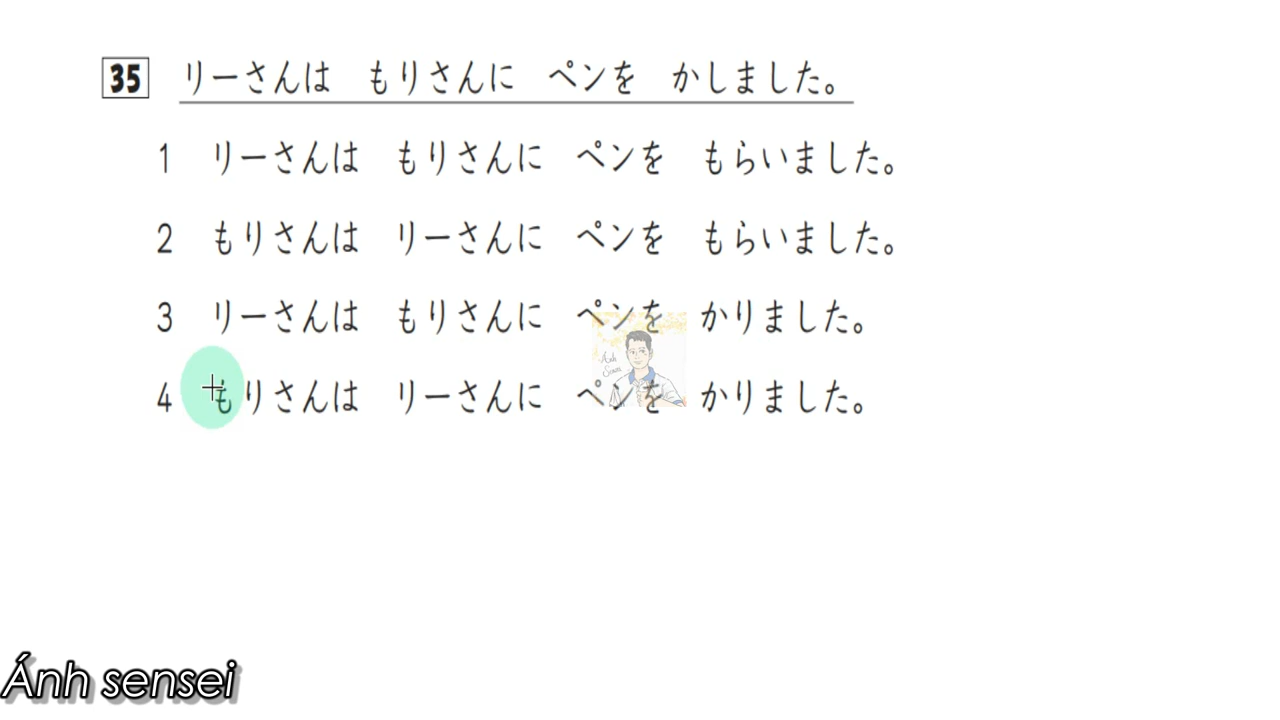 35 リーさんは もりさんに ペンを かしました。
1 リーさんは もりさんに ペンを もらいました。
2 もりさんは リーさんに ペンを もらいました。
3 リーさんは もりさんに ペンを かりました。
4 もりさんは リーさんに ペンを かりました。
Ánh Sensei
Ánh sensei